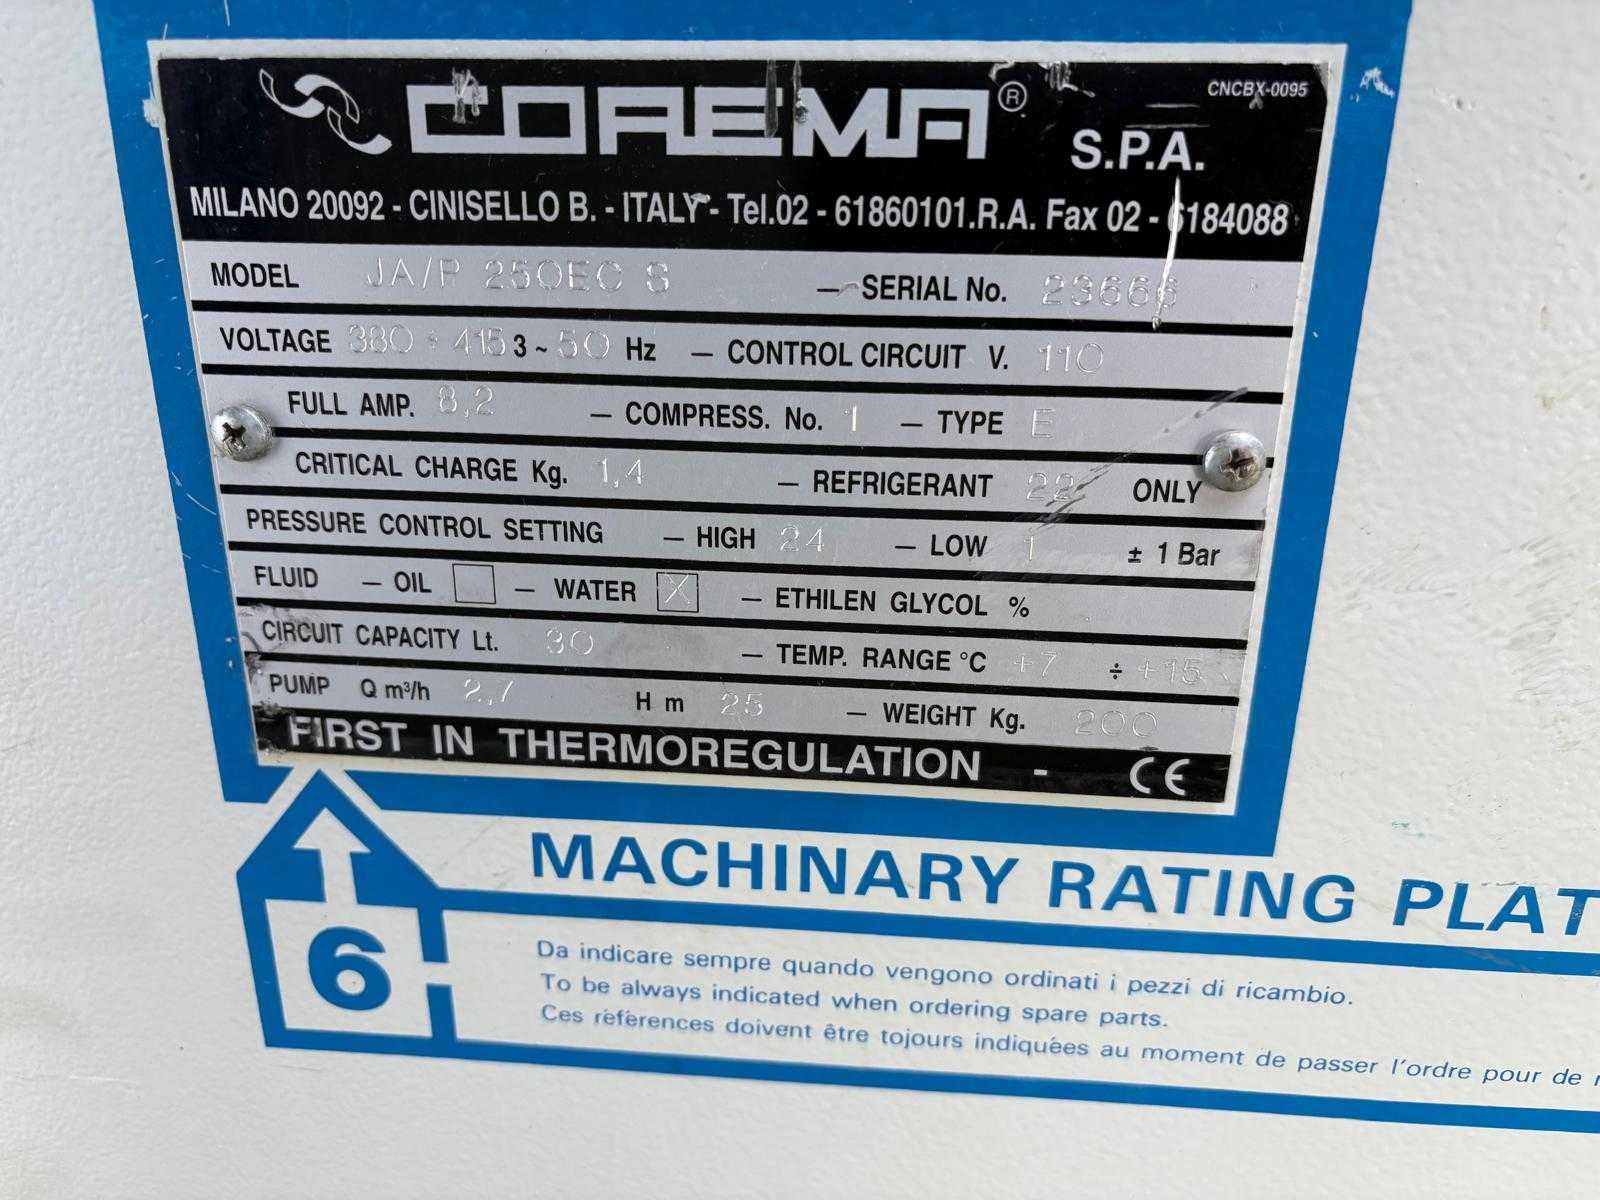 COREMA ® S.P.A. CNCBX-0095
MILANO 20092 - CINISELLO B. - ITALY - Tel.02 - 61860101.R.A. Fax 02 - 6184088
MODEL JA/P 250EC S — SERIAL No. 23666
VOLTAGE 380 ÷ 415 3 ~ 50 Hz — CONTROL CIRCUIT V. 110
FULL AMP. 8,2 — COMPRESS. No. 1 — TYPE E
CRITICAL CHARGE Kg. 1,4 — REFRIGERANT 22 ONLY
PRESSURE CONTROL SETTING — HIGH 24 — LOW 1 ± 1 Bar
FLUID — OIL — WATER X — ETHILEN GLYCOL %
CIRCUIT CAPACITY Lt. 30 — TEMP. RANGE °C +7 ÷ +15
PUMP Q m³/h 2,7 H m 25 — WEIGHT Kg. 200
FIRST IN THERMOREGULATION - CE
6
MACHINARY RATING PLAT
Da indicare sempre quando vengono ordinati i pezzi di ricambio.
To be always indicated when ordering spare parts.
Ces réferences doivent être tojours indiquées au moment de passer l'ordre pour de